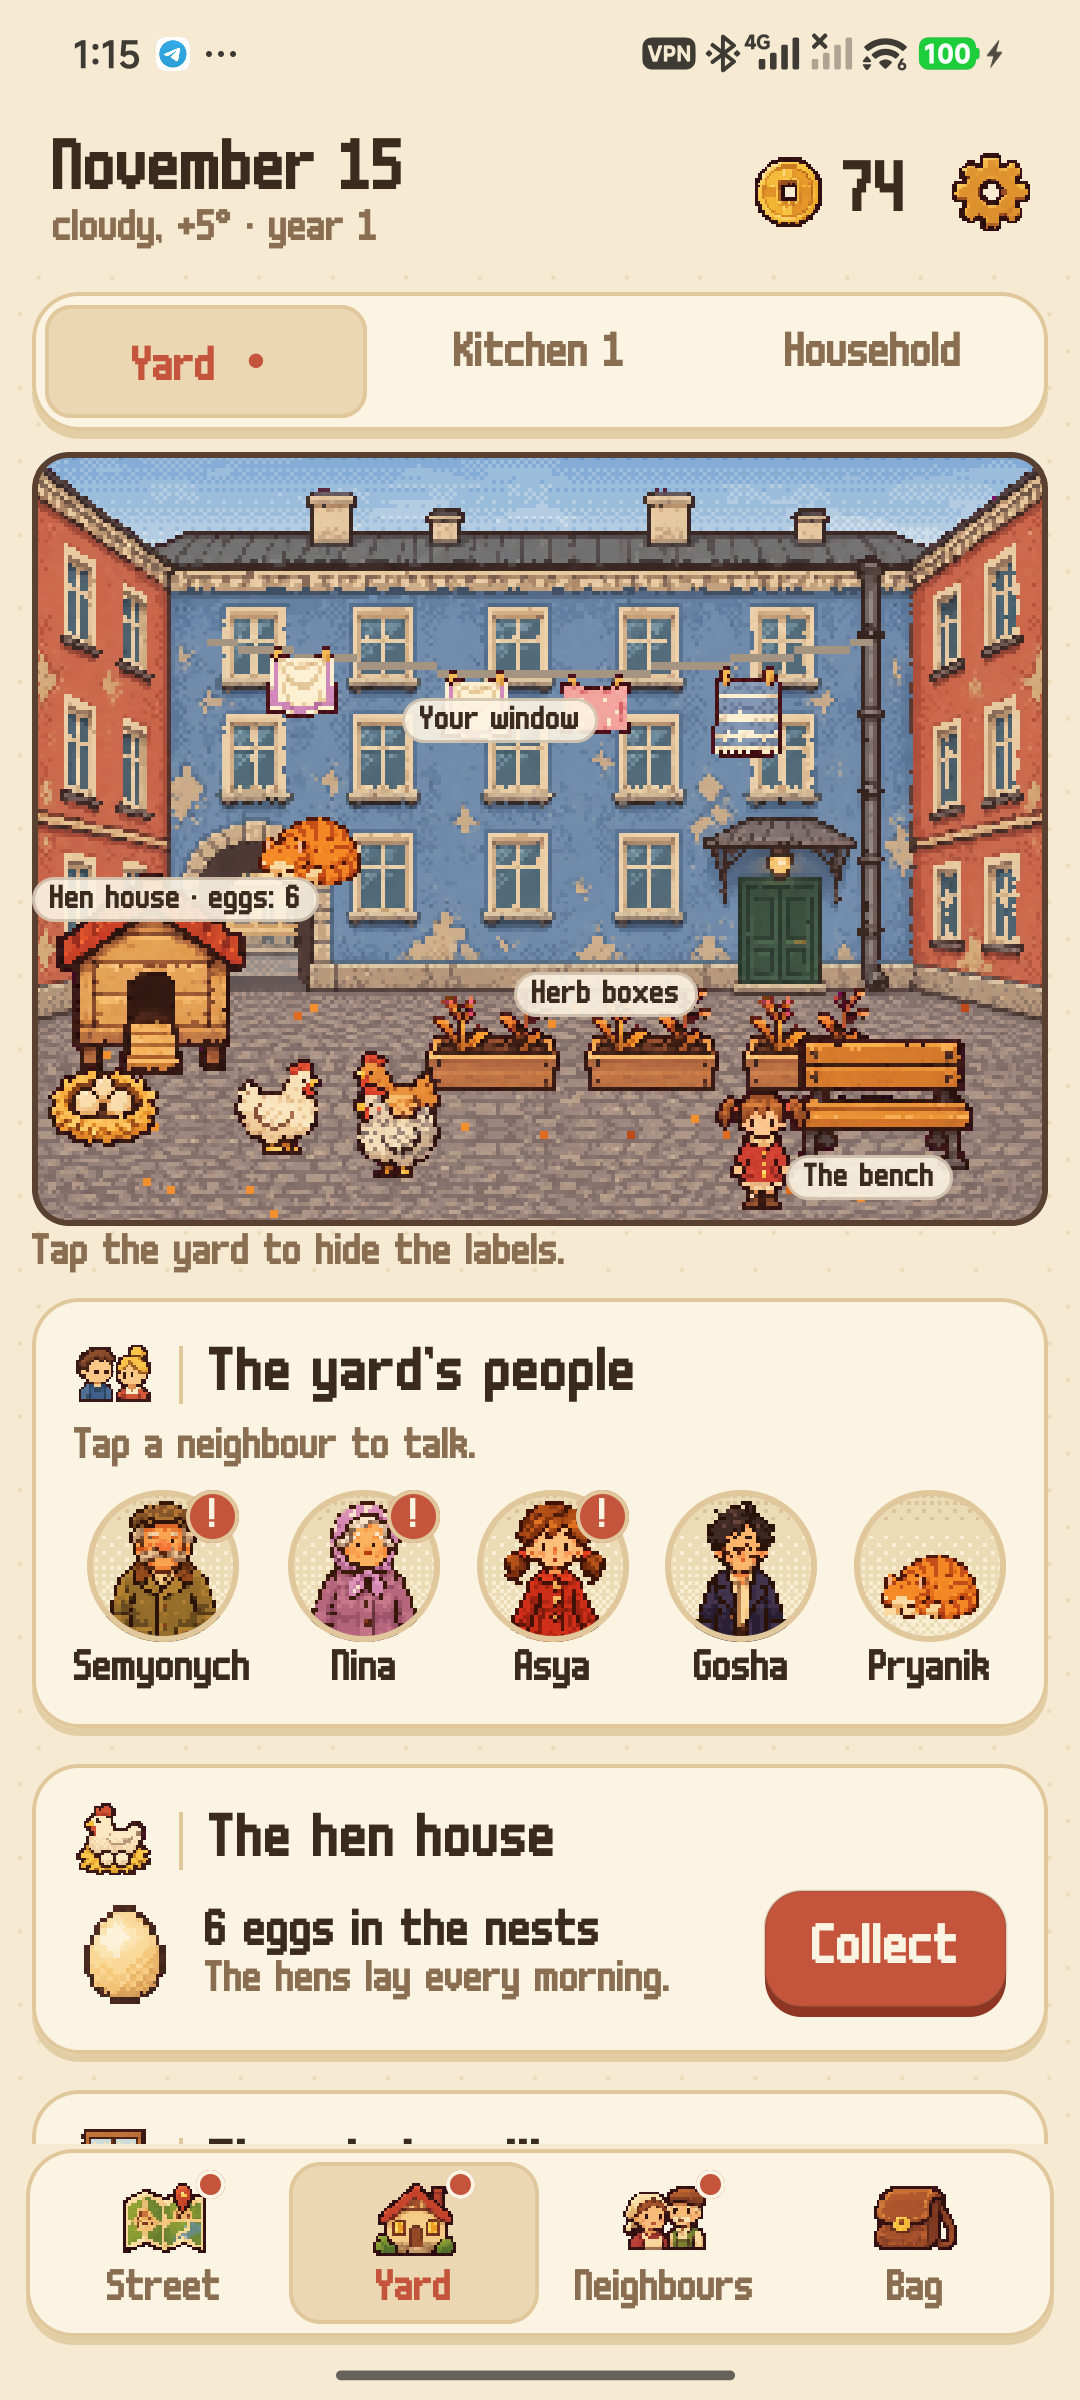 1:15
VPN 4G 6 100
November 15
cloudy, +5° · year 1
74
Yard
Kitchen 1
Household
Your window
Hen house · eggs: 6
Herb boxes
The bench
Tap the yard to hide the labels.
The yard's people
Tap a neighbour to talk.
! ! !
Semyonych Nina Asya Gosha Pryanik
The hen house
6 eggs in the nests
The hens lay every morning.
Collect
Street Yard Neighbours Bag